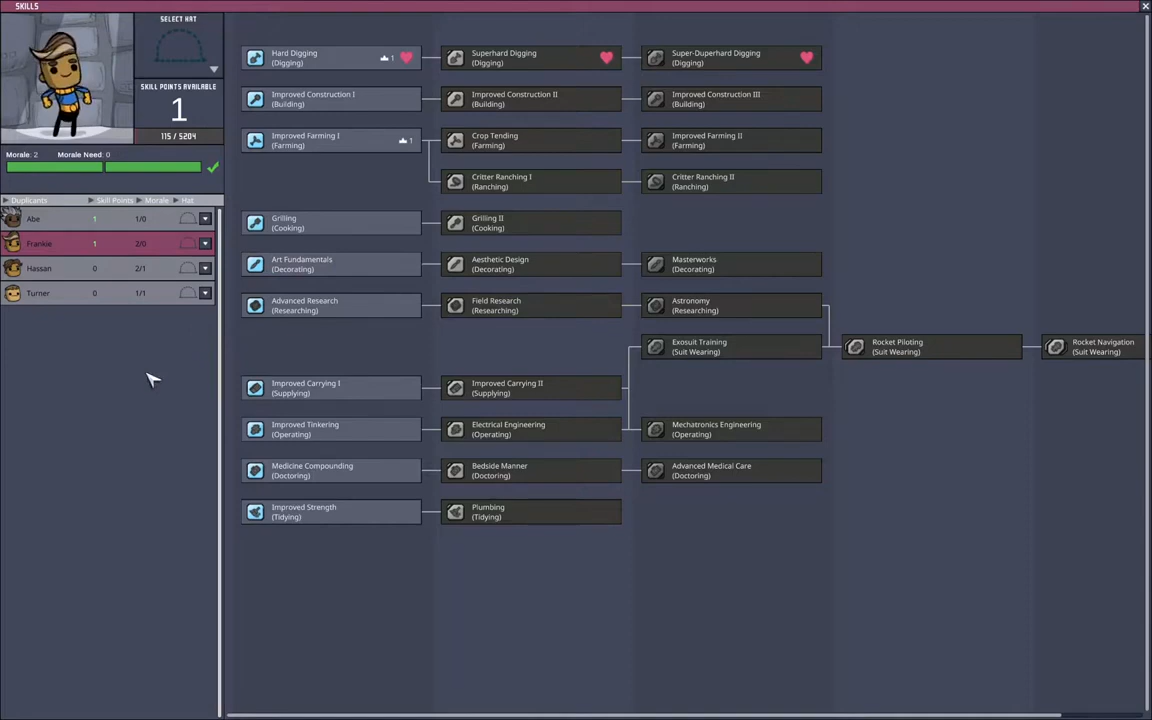 SKILLS
SELECT HAT
SKILL POINTS AVAILABLE
1
115 / 5204
Morale: 2 Morale Need: 0
Duplicants Skill Points Morale Hat
Abe 1 1/0
Frankie 1 2/0
Hassan 0 2/1
Turner 0 1/1
Hard Digging
(Digging)
1
Superhard Digging
(Digging)
Super-Duperhard Digging
(Digging)
Improved Construction I
(Building)
Improved Construction II
(Building)
Improved Construction III
(Building)
Improved Farming I
(Farming)
1
Crop Tending
(Farming)
Improved Farming II
(Farming)
Critter Ranching I
(Ranching)
Critter Ranching II
(Ranching)
Grilling
(Cooking)
Grilling II
(Cooking)
Art Fundamentals
(Decorating)
Aesthetic Design
(Decorating)
Masterworks
(Decorating)
Advanced Research
(Researching)
Field Research
(Researching)
Astronomy
(Researching)
Exosuit Training
(Suit Wearing)
Rocket Piloting
(Suit Wearing)
Rocket Navigation
(Suit Wearing)
Improved Carrying I
(Supplying)
Improved Carrying II
(Supplying)
Improved Tinkering
(Operating)
Electrical Engineering
(Operating)
Mechatronics Engineering
(Operating)
Medicine Compounding
(Doctoring)
Bedside Manner
(Doctoring)
Advanced Medical Care
(Doctoring)
Improved Strength
(Tidying)
Plumbing
(Tidying)